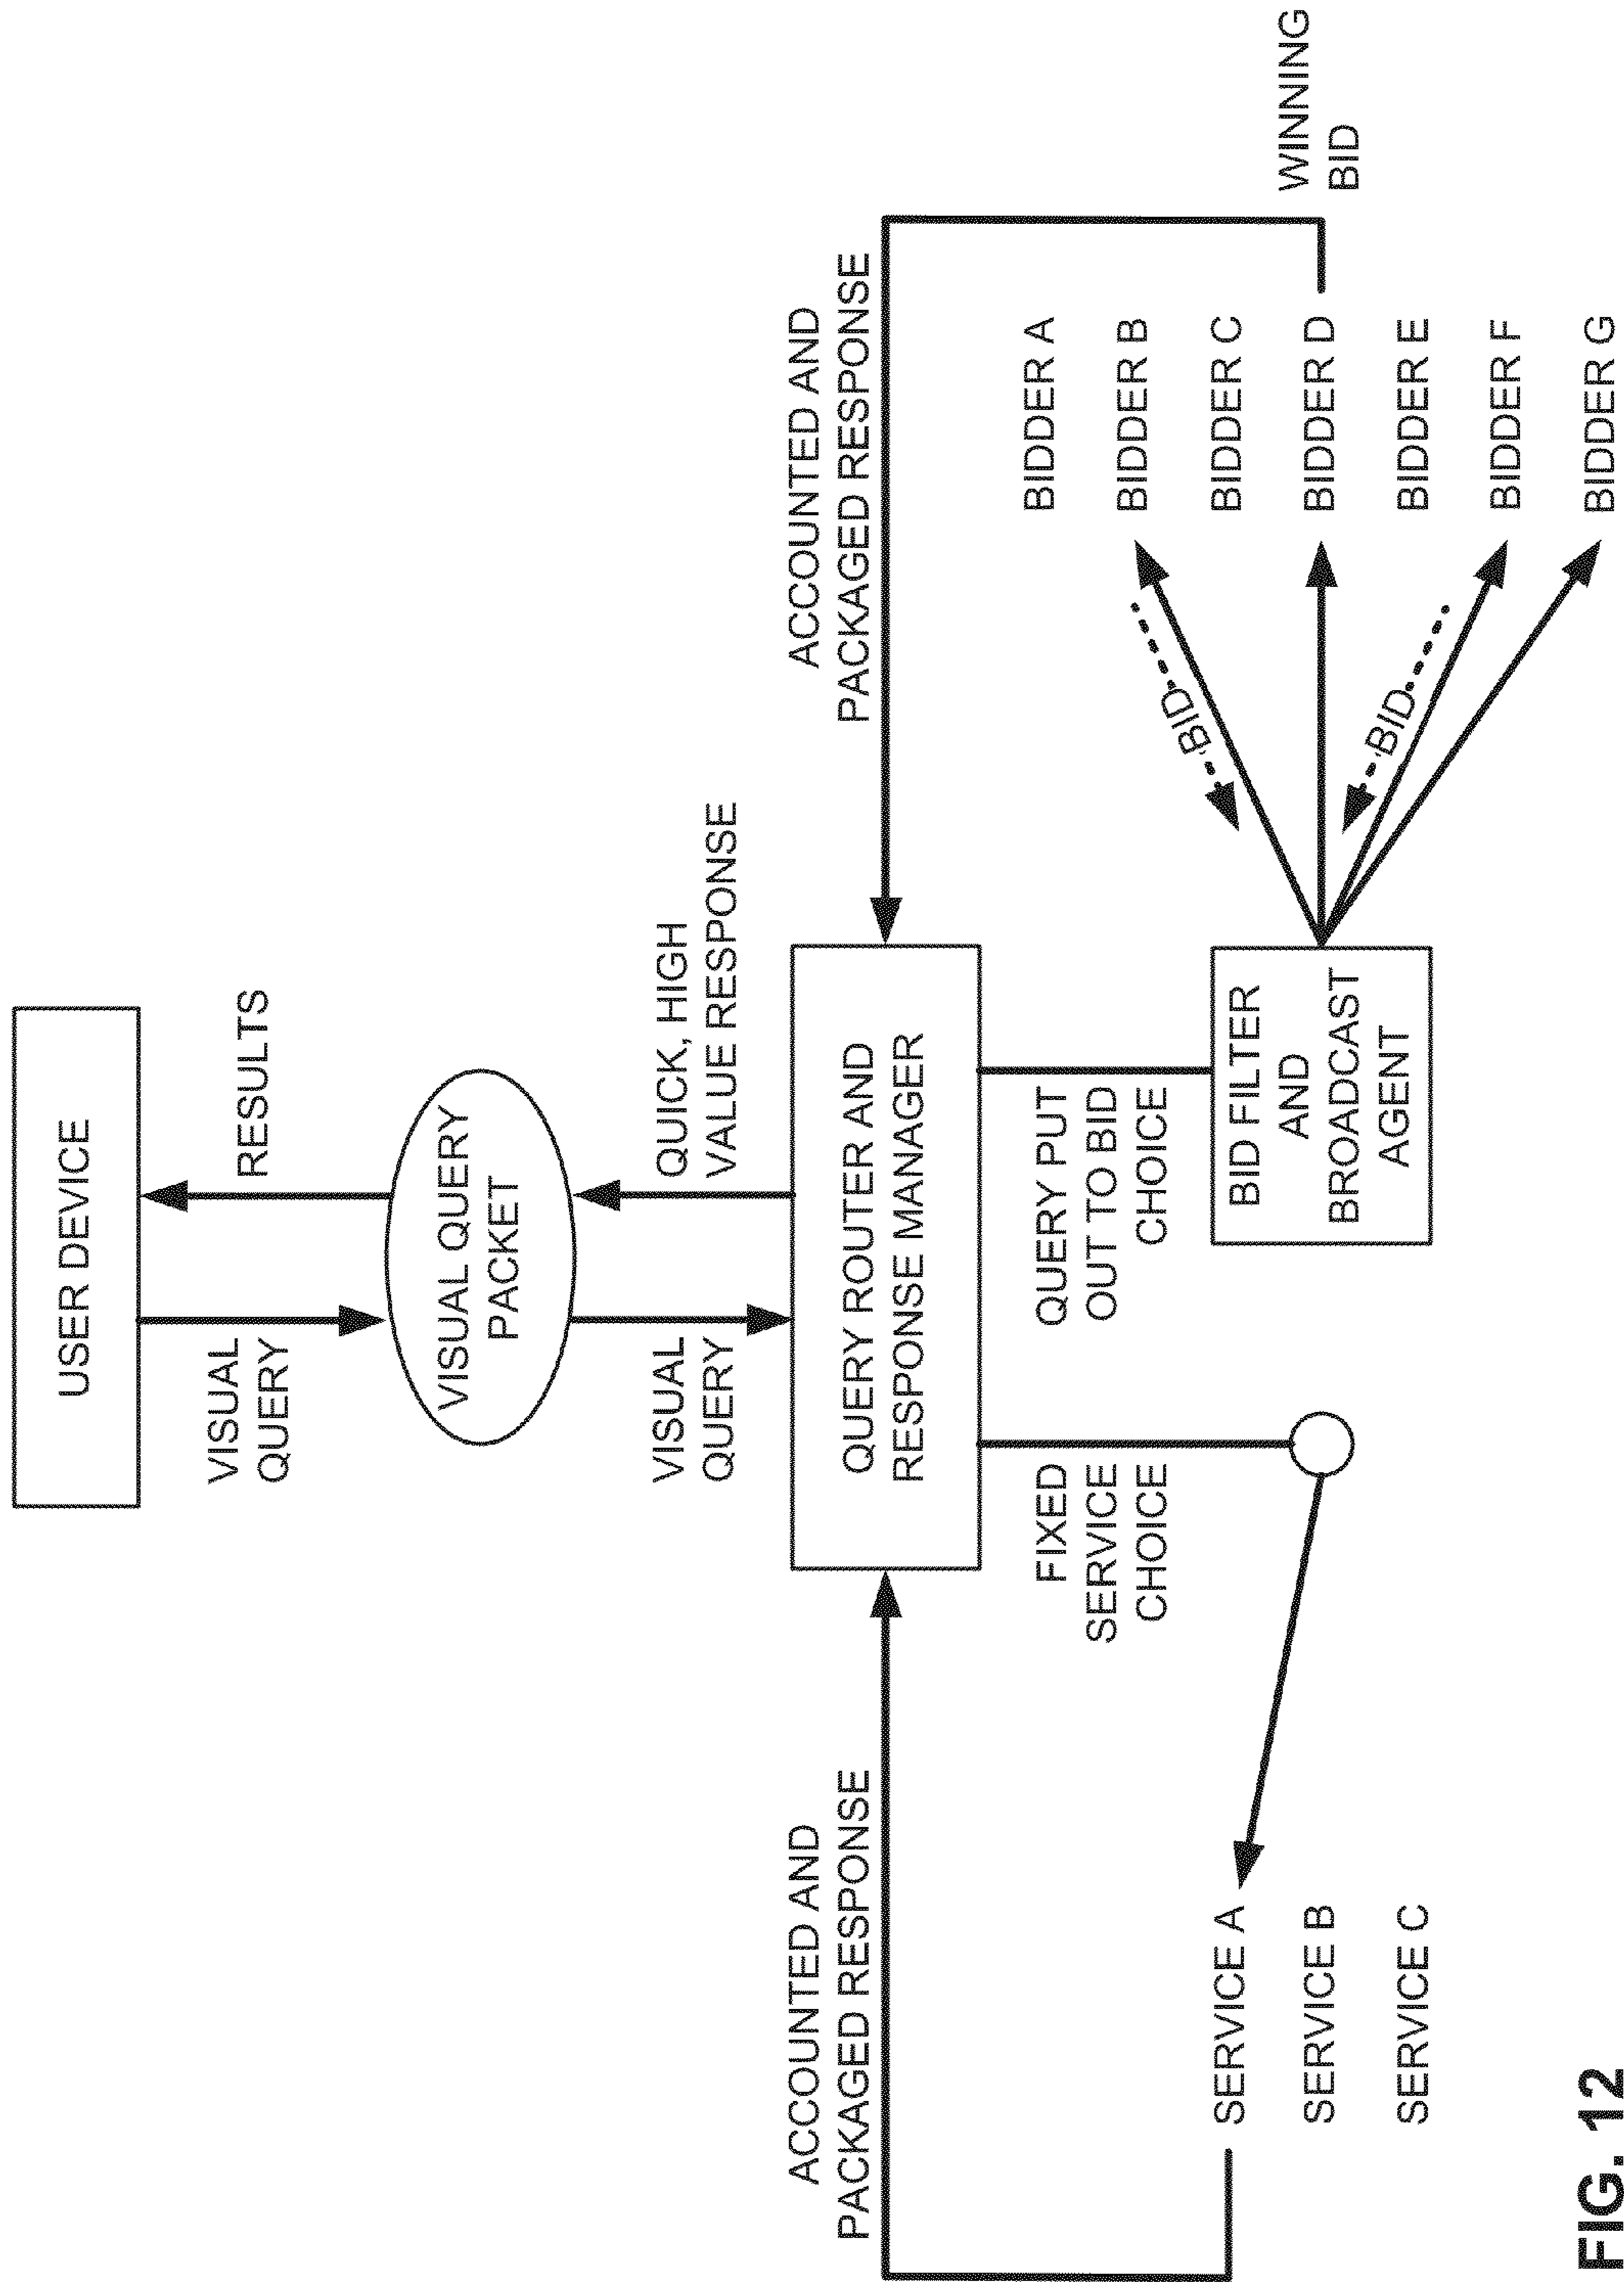 USER DEVICE
VISUAL
QUERY
RESULTS
VISUAL QUERY
PACKET
VISUAL
QUERY
QUICK, HIGH
VALUE RESPONSE
ACCOUNTED AND
PACKAGED RESPONSE
QUERY ROUTER AND
RESPONSE MANAGER
ACCOUNTED AND
PACKAGED RESPONSE
FIXED
SERVICE
CHOICE
QUERY PUT
OUT TO BID
CHOICE
SERVICE A
SERVICE B
SERVICE C
BID FILTER
AND
BROADCAST
AGENT
BID
BID
BIDDER A
BIDDER B
BIDDER C
BIDDER D
BIDDER E
BIDDER F
BIDDER G
WINNING
BID
FIG. 12